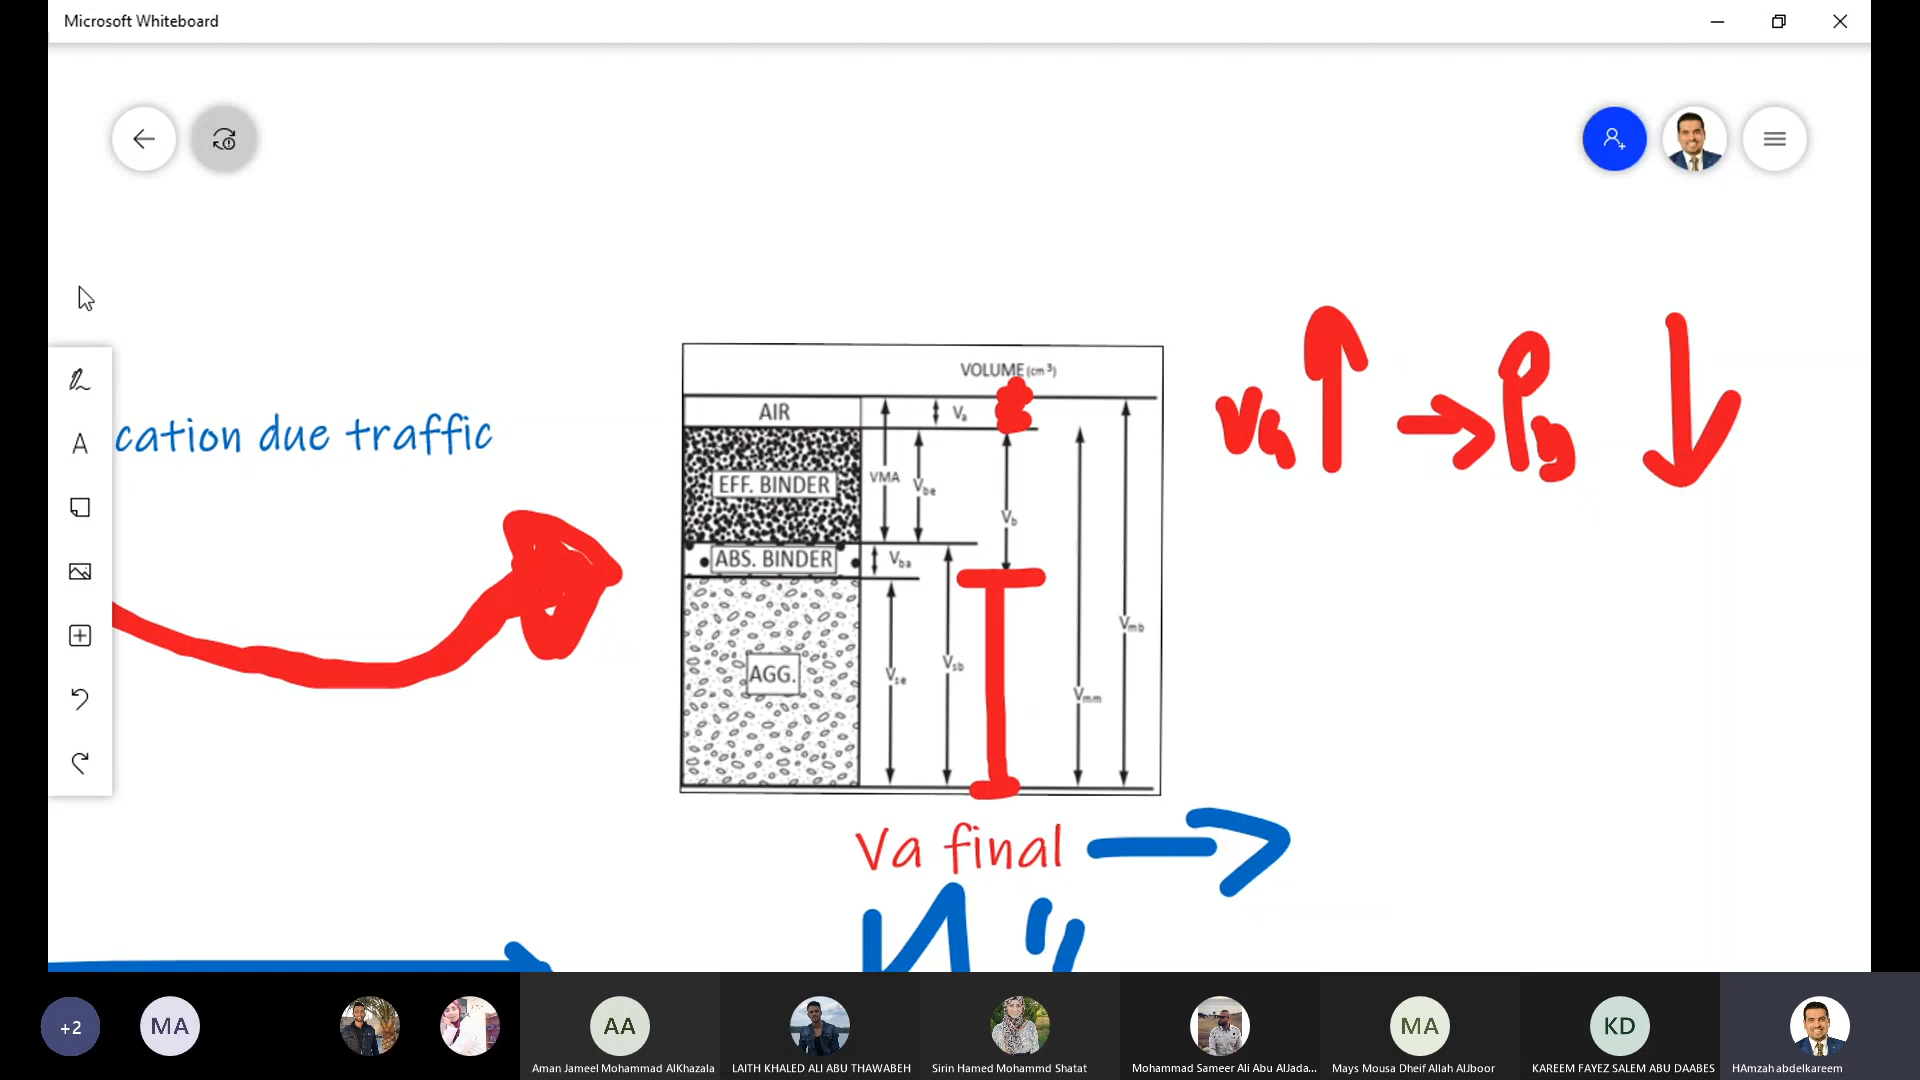 Microsoft Whiteboard
cation due traffic
VOLUME (cm³)
AIR
Va
EFF. BINDER
VMA
Vbe
Vb
ABS. BINDER
Vba
Vmb
AGG.
Vse
Vsb
Vmm
Va
Va final
+2
MA
AA
MA
KD
Aman Jameel Mohammad AlKhazala
LAITH KHALED ALI ABU THAWABEH
Sirin Hamed Mohammd Shatat
Mohammad Sameer Ali Abu AlJada...
Mays Mousa Dheif Allah AlJboor
KAREEM FAYEZ SALEM ABU DAABES
HAmzah abdelkareem